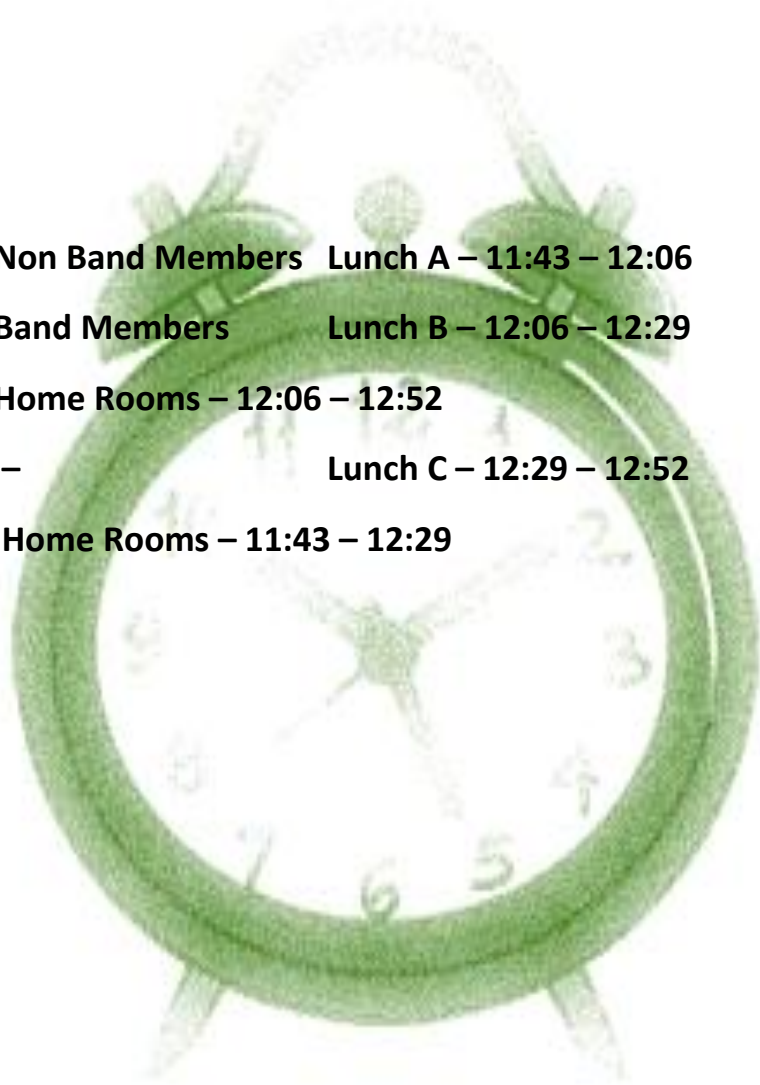 Non Band Members Lunch A – 11:43 – 12:06
Band Members Lunch B – 12:06 – 12:29
Home Rooms – 12:06 – 12:52
– Lunch C – 12:29 – 12:52
Home Rooms – 11:43 – 12:29